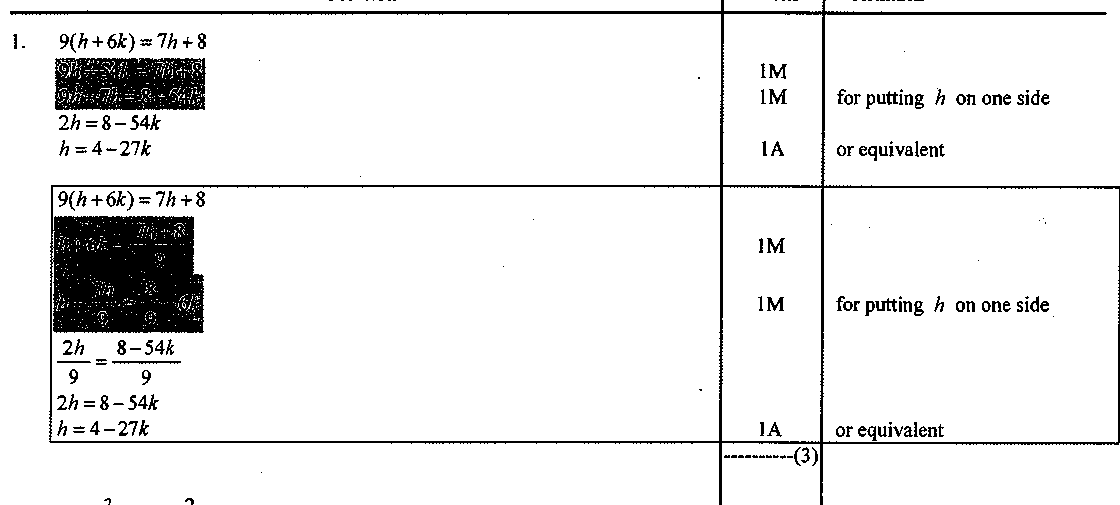 1. 9(h+6k) = 7h+8 1M
1M for putting h on one side
2h = 8−54k
h = 4−27k 1A or equivalent
9(h+6k) = 7h+8
1M
1M for putting h on one side
2h/9 = (8−54k)/9
2h = 8−54k
h = 4−27k 1A or equivalent
-----------(3)